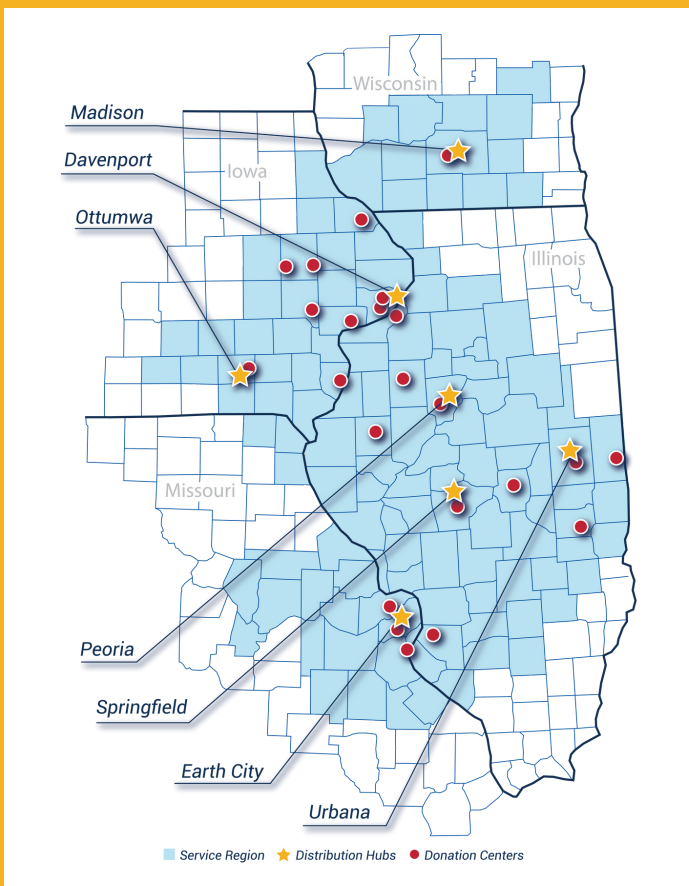 Wisconsin
Madison
Davenport
Iowa
Ottumwa
Illinois
Missouri
Peoria
Springfield
Earth City
Urbana
Service Region
Distribution Hubs
Donation Centers